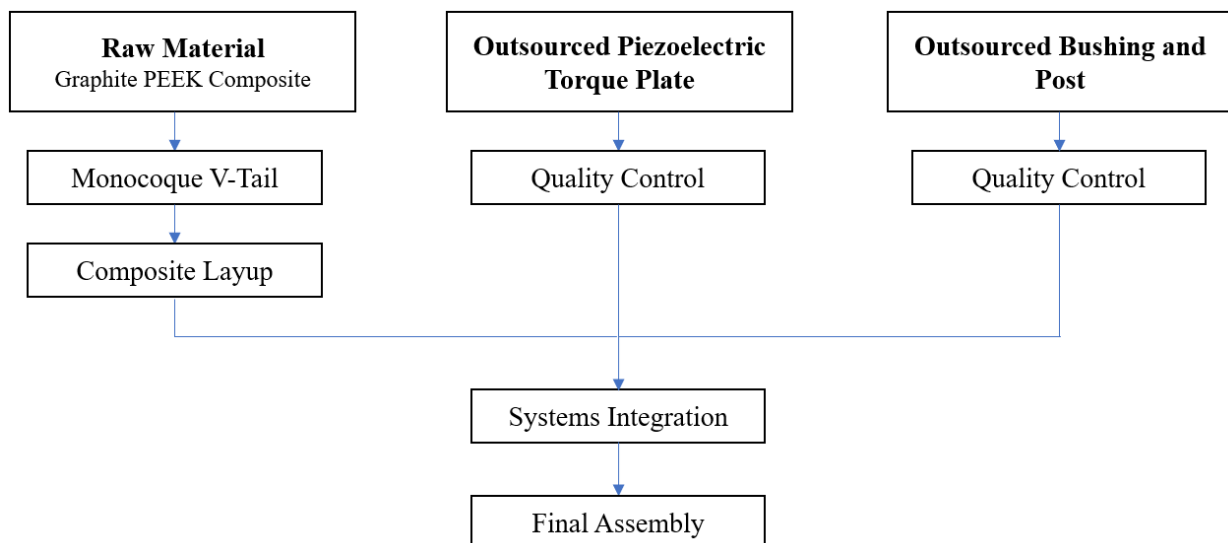 Raw Material
Graphite PEEK Composite
Outsourced Piezoelectric
Torque Plate
Outsourced Bushing and
Post
Monocoque V-Tail
Quality Control
Quality Control
Composite Layup
Systems Integration
Final Assembly